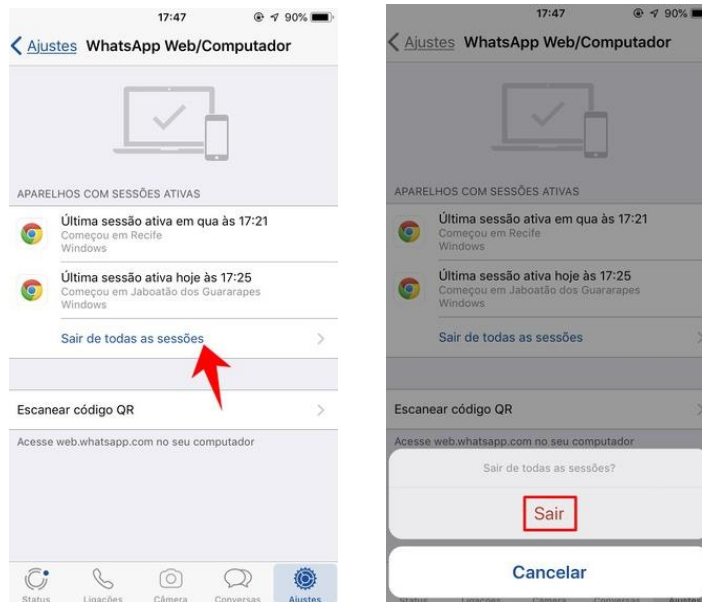 17:47
90%
Ajustes WhatsApp Web/Computador
APARELHOS COM SESSÕES ATIVAS
Última sessão ativa em qua às 17:21
Começou em Recife
Windows
Última sessão ativa hoje às 17:25
Começou em Jaboatão dos Guararapes
Windows
Sair de todas as sessões
Escanear código QR
Acesse web.whatsapp.com no seu computador
Status Ligações Câmera Conversas Ajustes
17:47
90%
Ajustes WhatsApp Web/Computador
APARELHOS COM SESSÕES ATIVAS
Última sessão ativa em qua às 17:21
Começou em Recife
Windows
Última sessão ativa hoje às 17:25
Começou em Jaboatão dos Guararapes
Windows
Sair de todas as sessões
Escanear código QR
Acesse web.whatsapp.com no seu computador
Sair de todas as sessões?
Sair
Cancelar
Status Ligações Câmera Conversas Ajustes